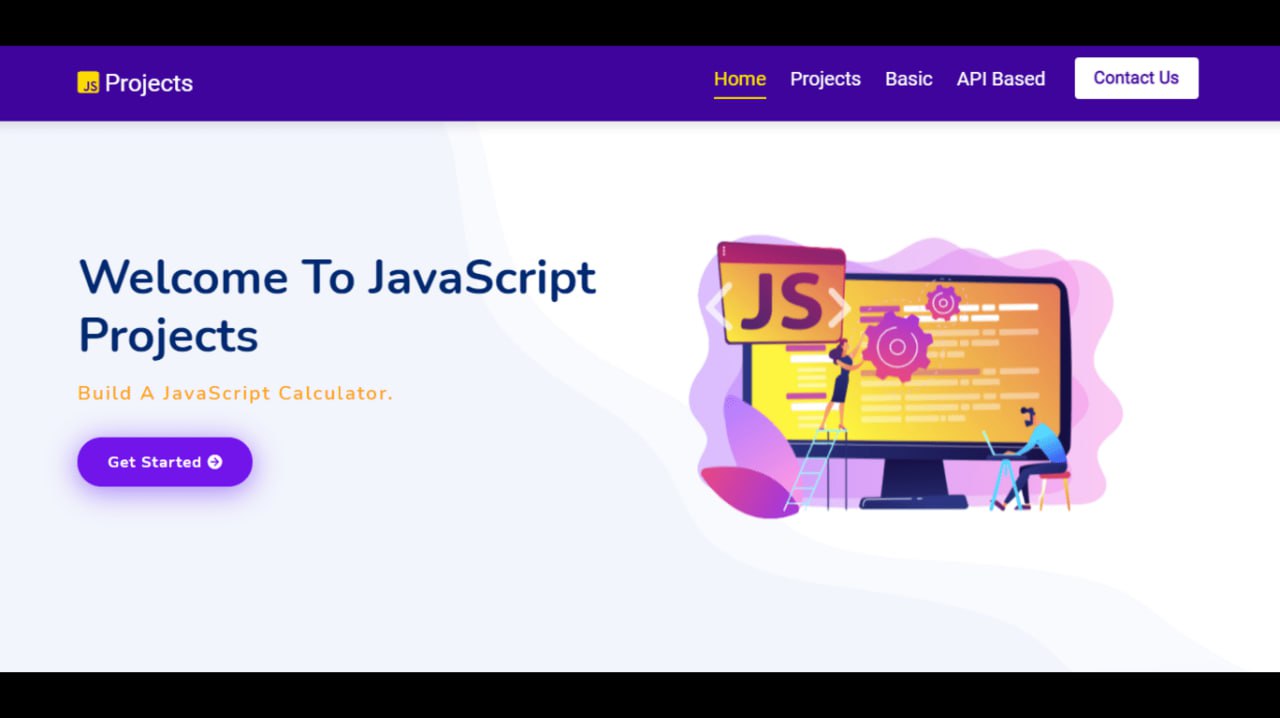 JS Projects
Home Projects Basic API Based Contact Us
Welcome To JavaScript
Projects
Build A JavaScript Calculator.
Get Started
JS